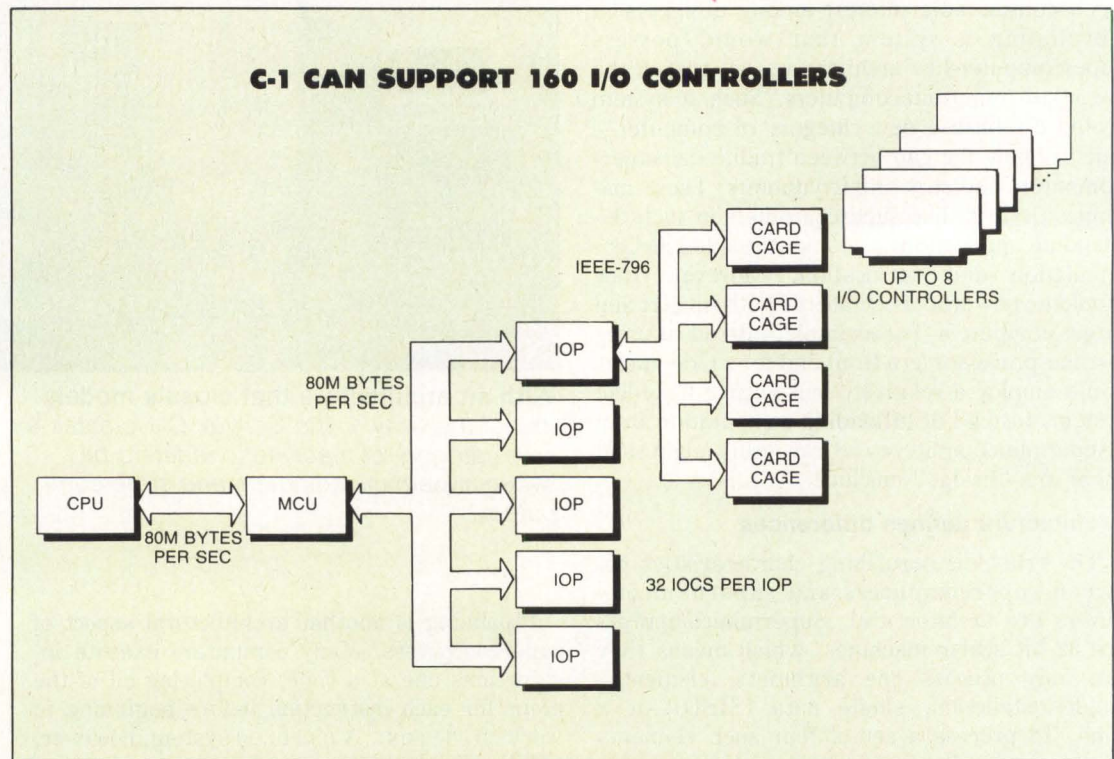 C-1 CAN SUPPORT 160 I/O CONTROLLERS
CARD
CAGE
IEEE-796
UP TO 8
I/O CONTROLLERS
CARD
CAGE
IOP
80M BYTES
PER SEC
CARD
CAGE
IOP
CARD
CAGE
CPU
MCU
IOP
80M BYTES
PER SEC
IOP
32 IOCS PER IOP
IOP